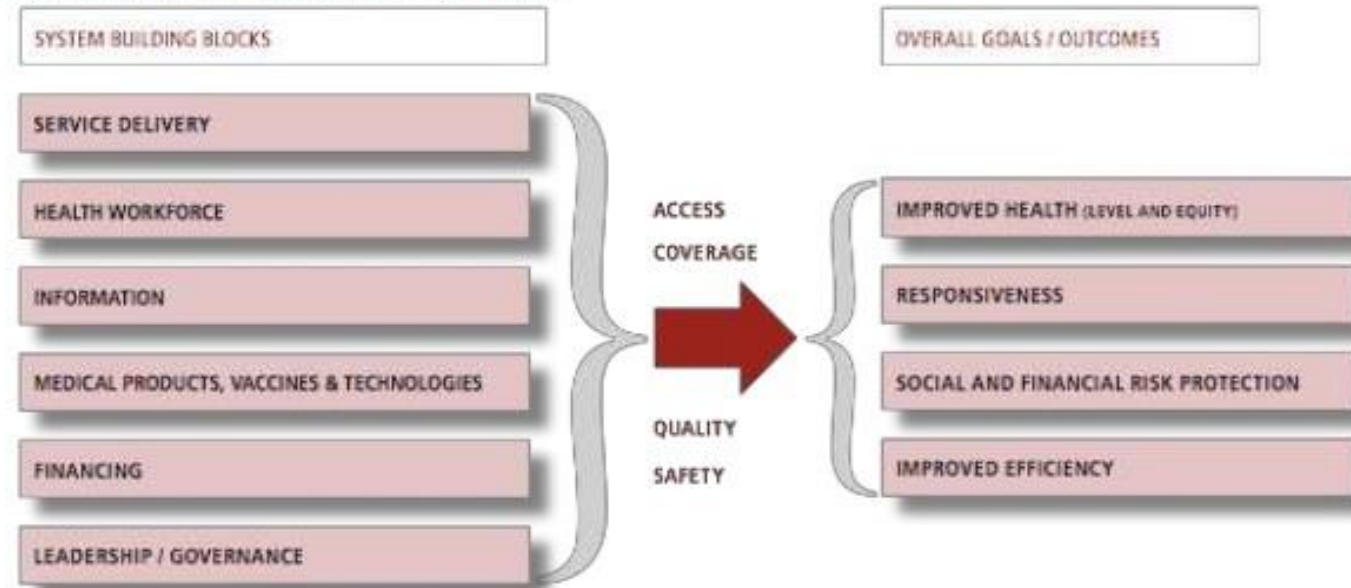 SYSTEM BUILDING BLOCKS
OVERALL GOALS / OUTCOMES
SERVICE DELIVERY
HEALTH WORKFORCE
INFORMATION
MEDICAL PRODUCTS, VACCINES & TECHNOLOGIES
FINANCING
LEADERSHIP / GOVERNANCE
ACCESS
COVERAGE
QUALITY
SAFETY
IMPROVED HEALTH (LEVEL AND EQUITY)
RESPONSIVENESS
SOCIAL AND FINANCIAL RISK PROTECTION
IMPROVED EFFICIENCY